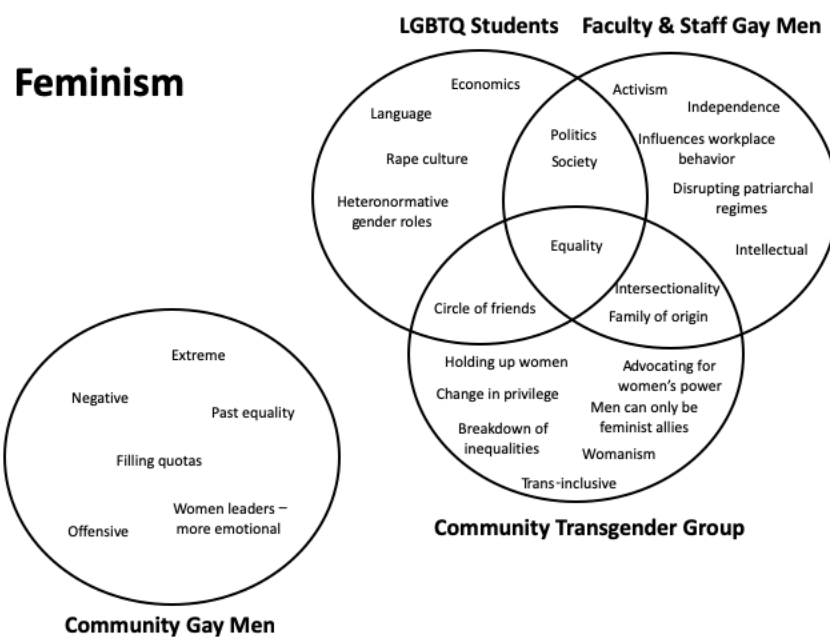 LGBTQ Students
Faculty & Staff Gay Men
Feminism
Economics
Language
Rape culture
Heteronormative
gender roles
Politics
Society
Activism
Independence
Influences workplace
behavior
Disrupting patriarchal
regimes
Intellectual
Equality
Circle of friends
Intersectionality
Family of origin
Holding up women
Change in privilege
Breakdown of
inequalities
Advocating for
women's power
Men can only be
feminist allies
Womanism
Trans-inclusive
Community Transgender Group
Extreme
Negative
Past equality
Filling quotas
Women leaders –
more emotional
Offensive
Community Gay Men